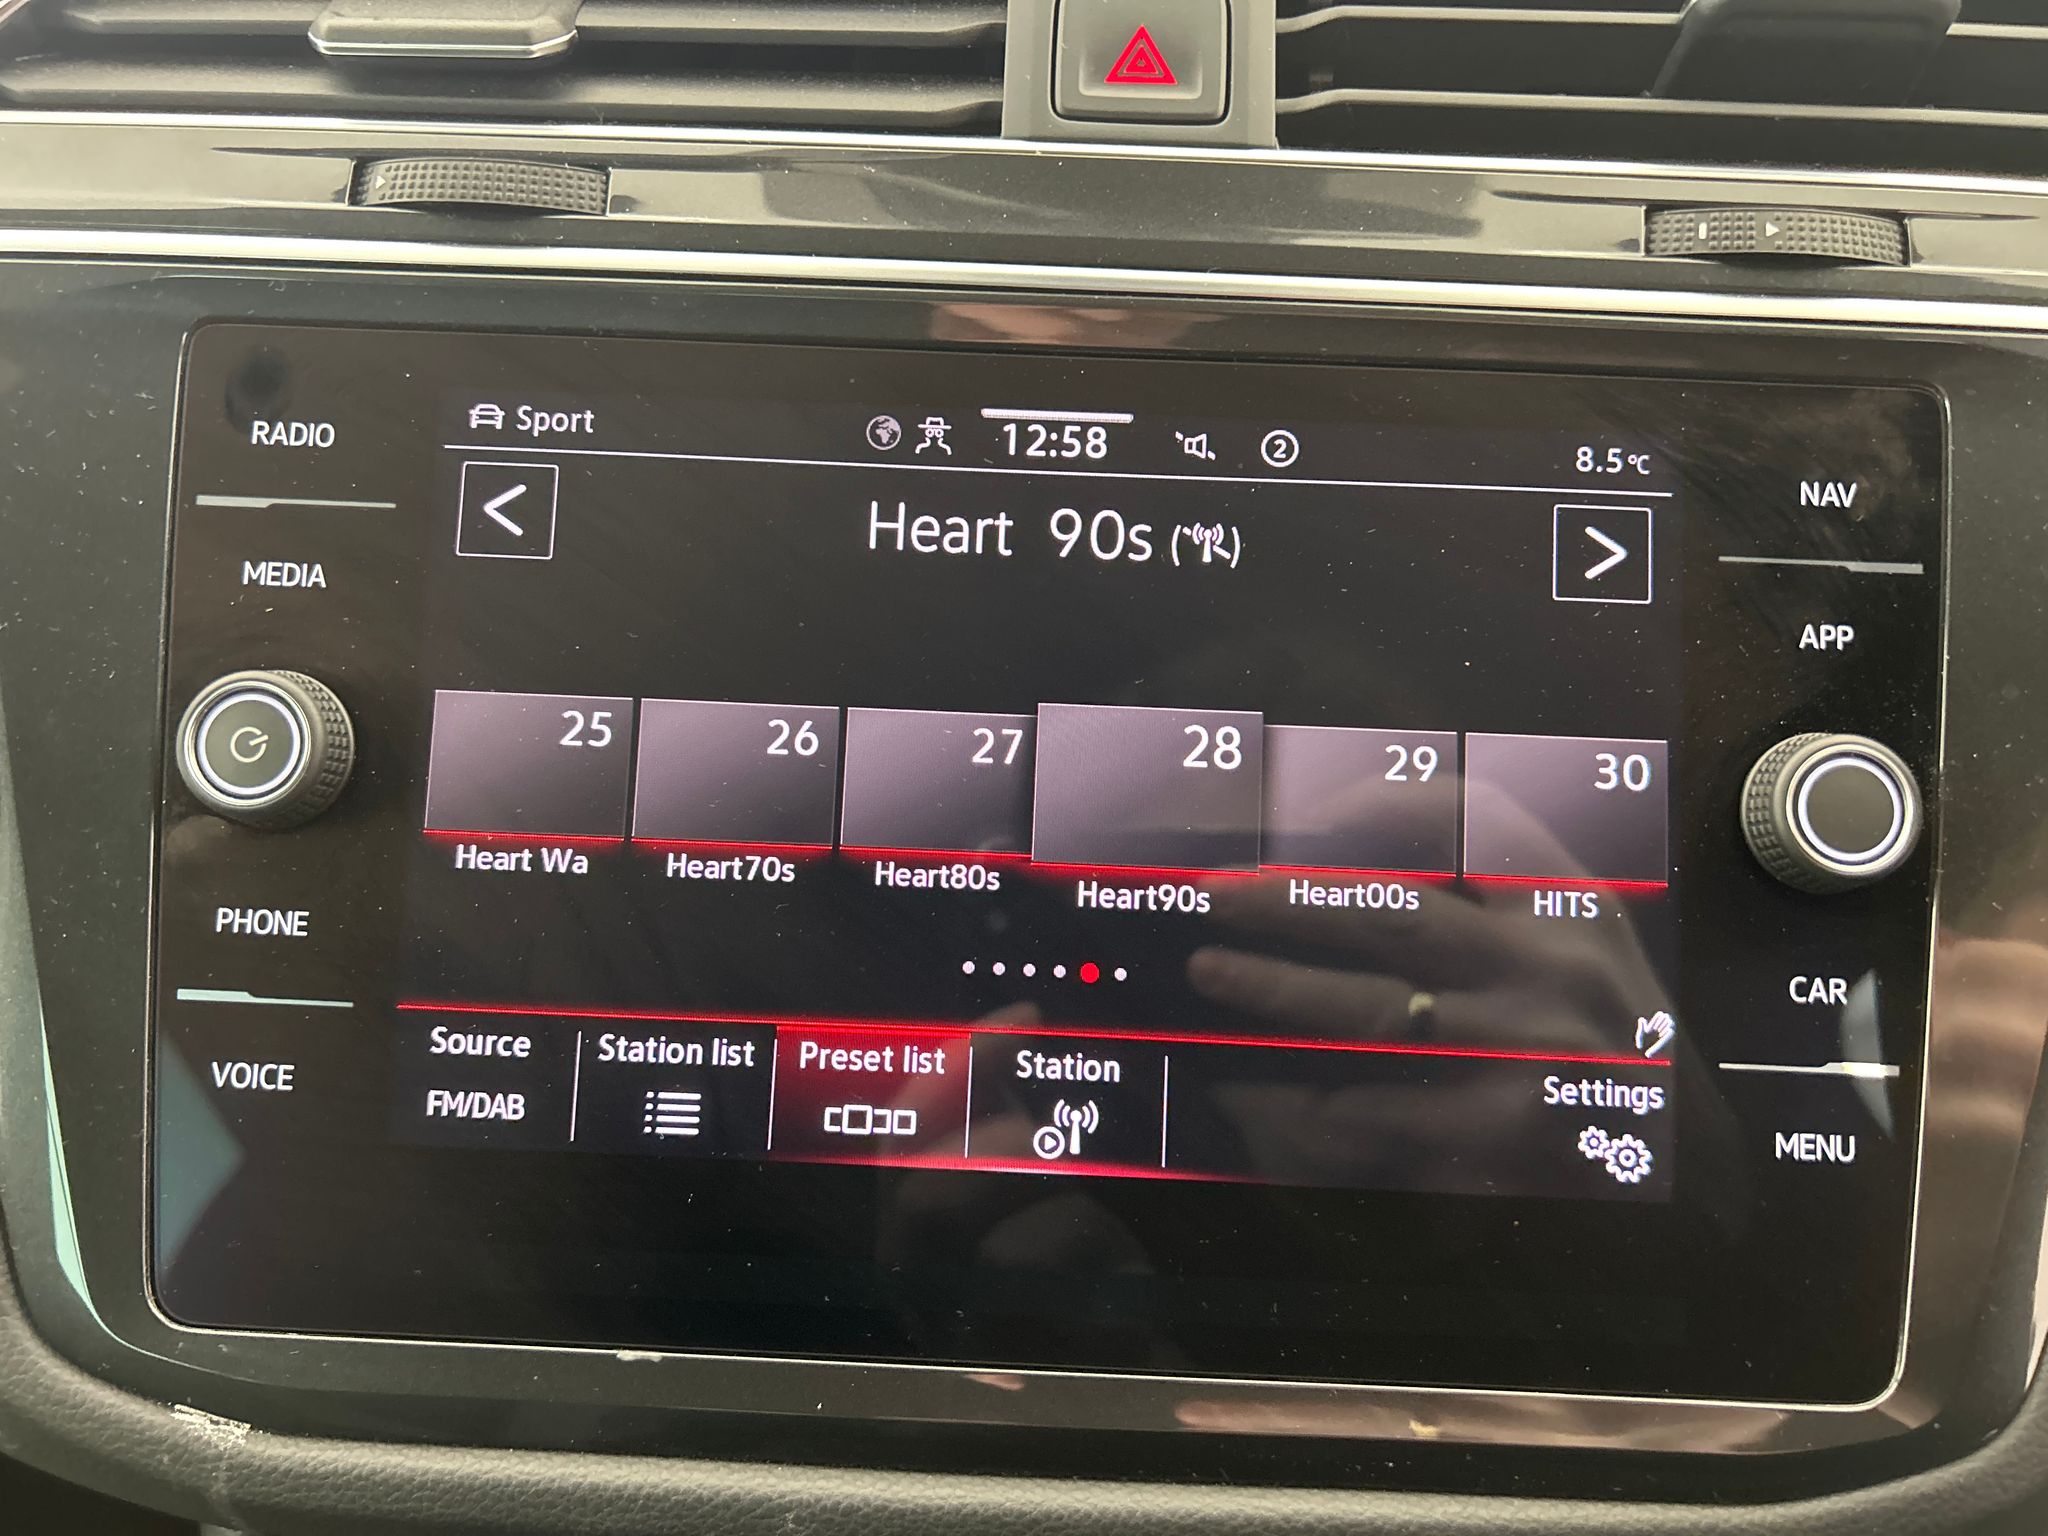 Sport
12:58
2
8.5°C
RADIO
MEDIA
PHONE
VOICE
Heart 90s
25
26
27
28
29
30
Heart Wa
Heart70s
Heart80s
Heart90s
Heart00s
HITS
Source
FM/DAB
Station list
Preset list
Station
Settings
NAV
APP
CAR
MENU